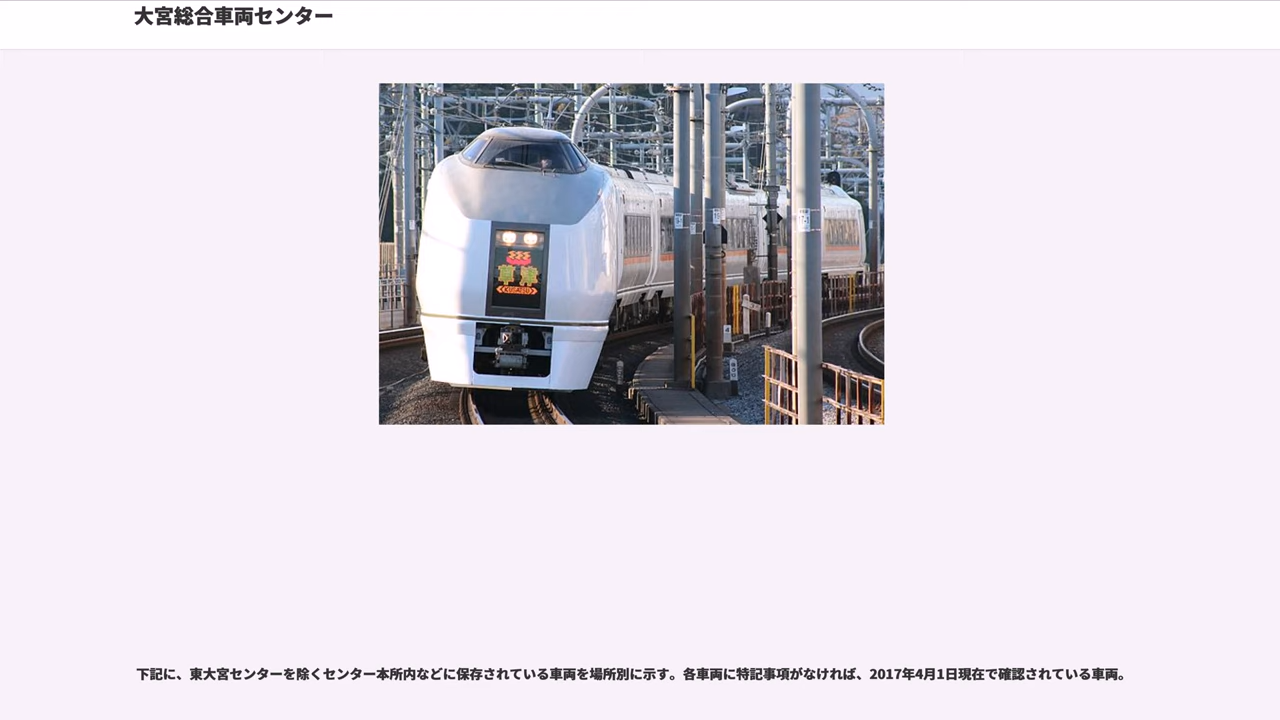 大宮総合車両センター
草津
下記に、東大宮センターを除くセンター本所内などに保存されている車両を場所別に示す。各車両に特記事項がなければ、2017年4月1日現在で確認されている車両。